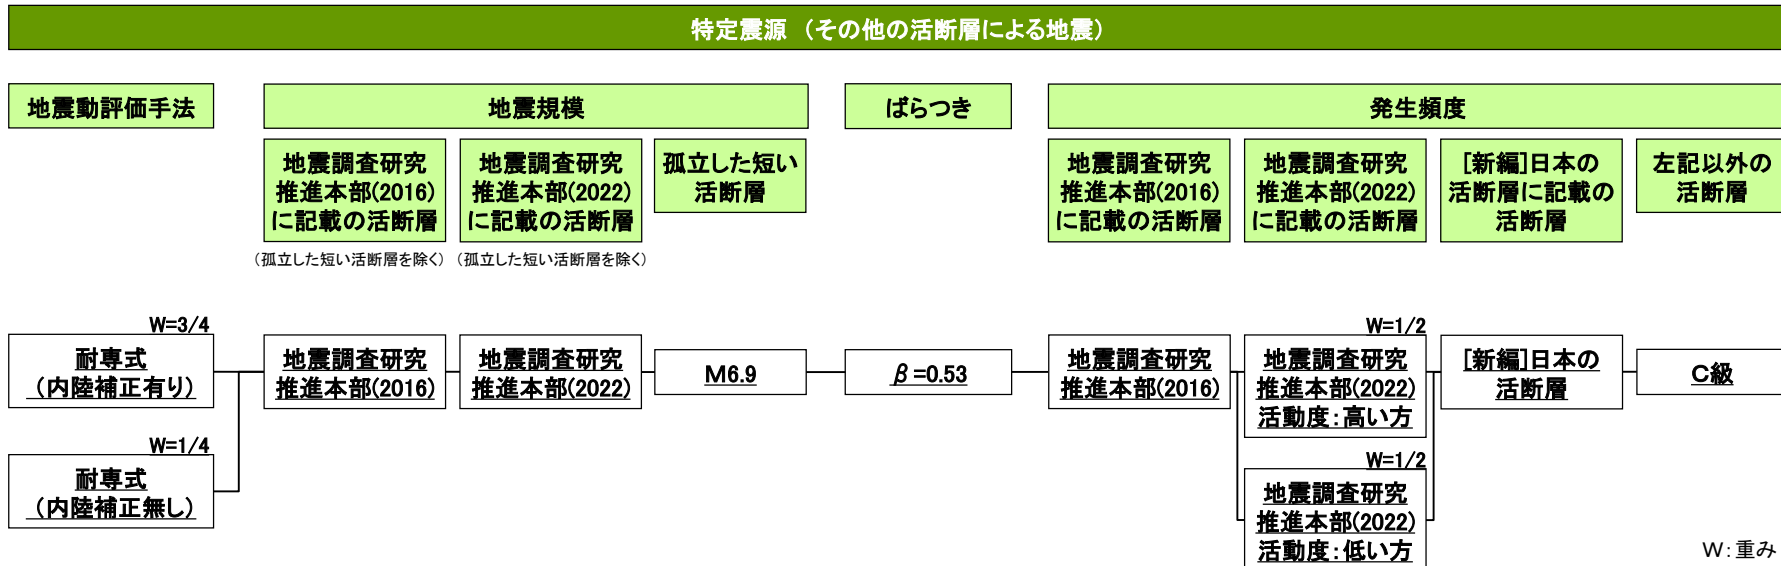 特定震源 （その他の活断層による地震）
地震動評価手法
地震規模
ばらつき
発生頻度
地震調査研究
推進本部(2016)
に記載の活断層
（孤立した短い活断層を除く）
地震調査研究
推進本部(2022)
に記載の活断層
（孤立した短い活断層を除く）
孤立した短い
活断層
地震調査研究
推進本部(2016)
に記載の活断層
地震調査研究
推進本部(2022)
に記載の活断層
[新編]日本の
活断層に記載の
活断層
左記以外の
活断層
W=3/4
耐専式
（内陸補正有り）
W=1/4
耐専式
（内陸補正無し）
地震調査研究
推進本部(2016)
地震調査研究
推進本部(2022)
M6.9
β=0.53
地震調査研究
推進本部(2016)
W=1/2
地震調査研究
推進本部(2022)
活動度：高い方
W=1/2
地震調査研究
推進本部(2022)
活動度：低い方
[新編]日本の
活断層
C級
W：重み